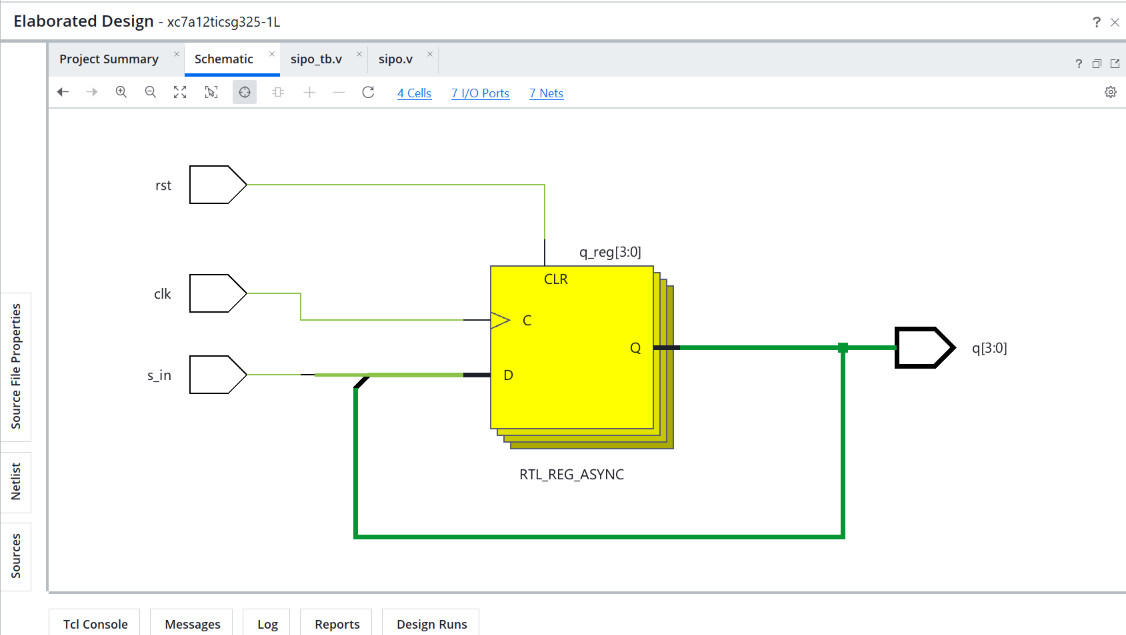 Elaborated Design - xc7a12ticsg325-1L
? ×
Project Summary × Schematic × sipo_tb.v × sipo.v ×
?
4 Cells 7 I/O Ports 7 Nets
rst
q_reg[3:0]
CLR
clk
C
Q
q[3:0]
s_in
D
RTL_REG_ASYNC
Source File Properties
Netlist
Sources
Tcl Console Messages Log Reports Design Runs